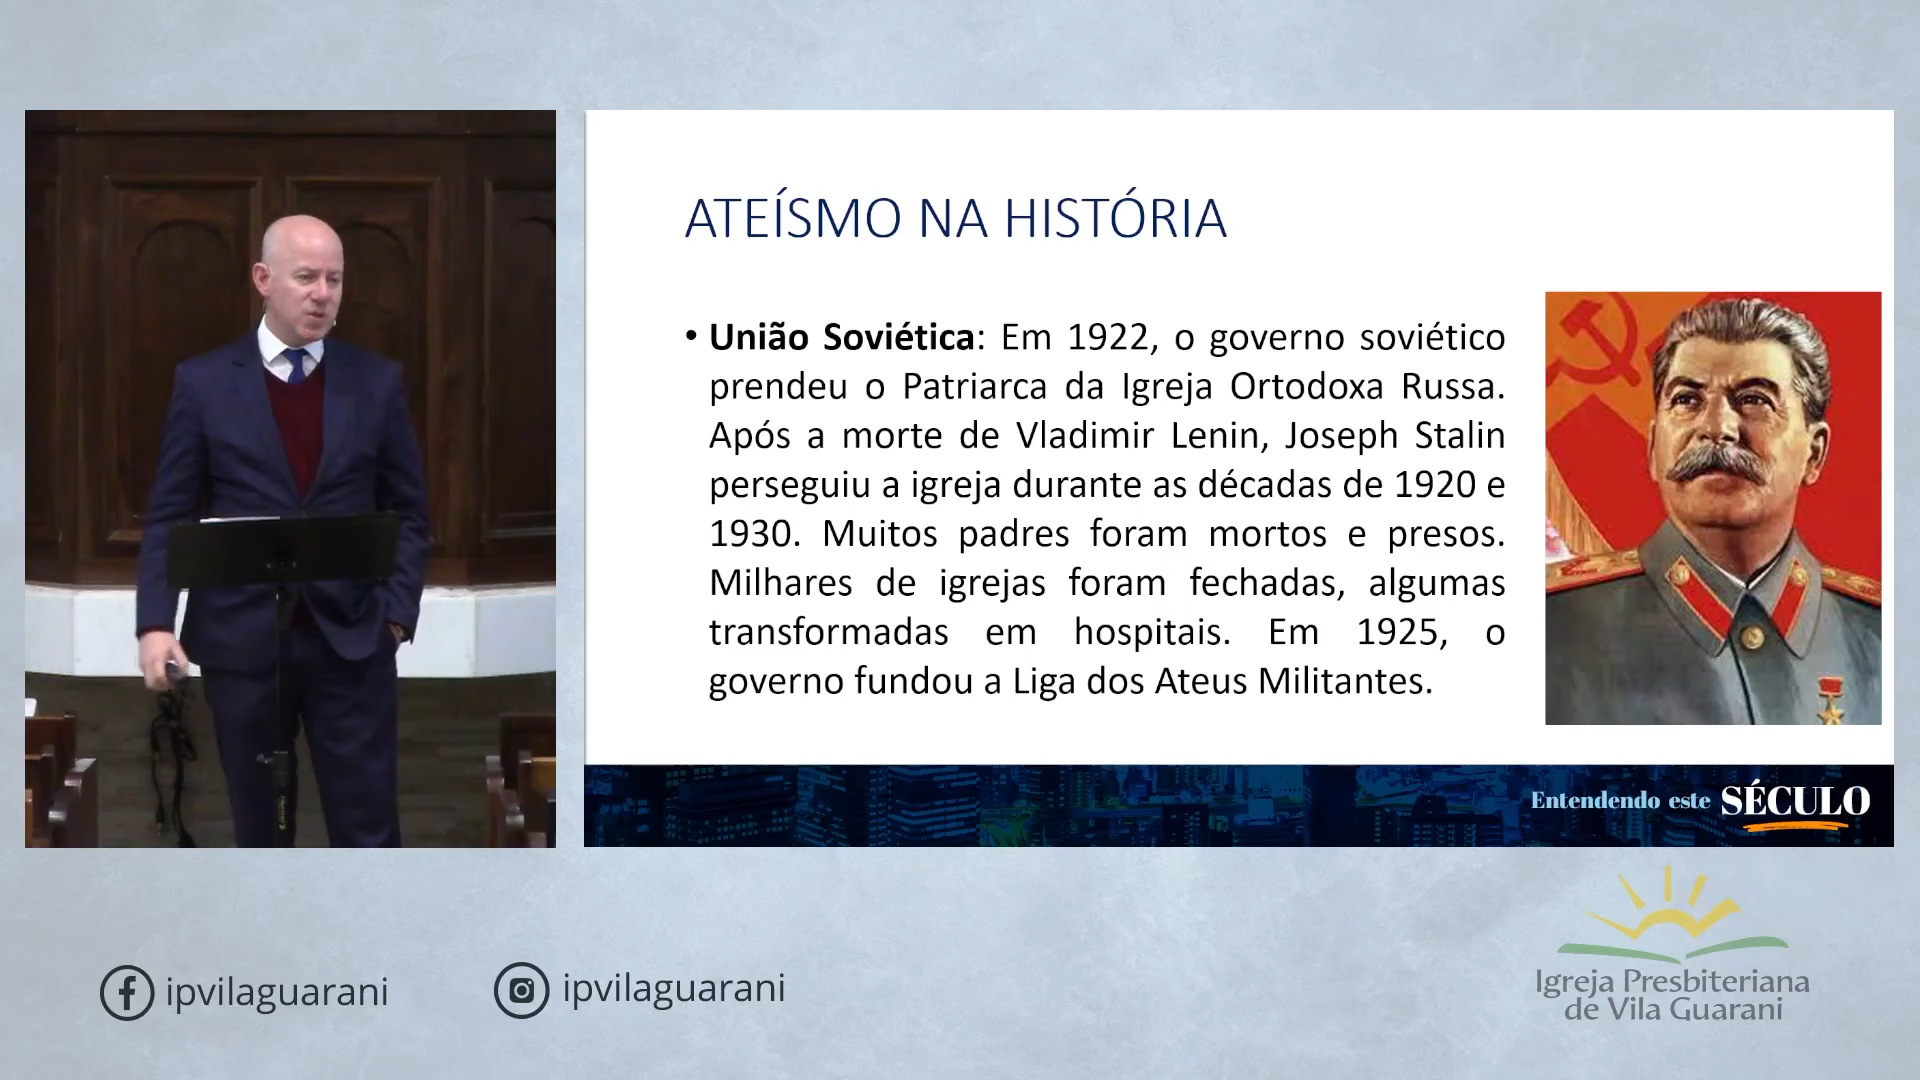 ATEÍSMO NA HISTÓRIA
• União Soviética: Em 1922, o governo soviético
prendeu o Patriarca da Igreja Ortodoxa Russa.
Após a morte de Vladimir Lenin, Joseph Stalin
perseguiu a igreja durante as décadas de 1920 e
1930. Muitos padres foram mortos e presos.
Milhares de igrejas foram fechadas, algumas
transformadas em hospitais. Em 1925, o
governo fundou a Liga dos Ateus Militantes.
Entendendo este SÉCULO
ipvilaguarani
ipvilaguarani
Igreja Presbiteriana
de Vila Guarani